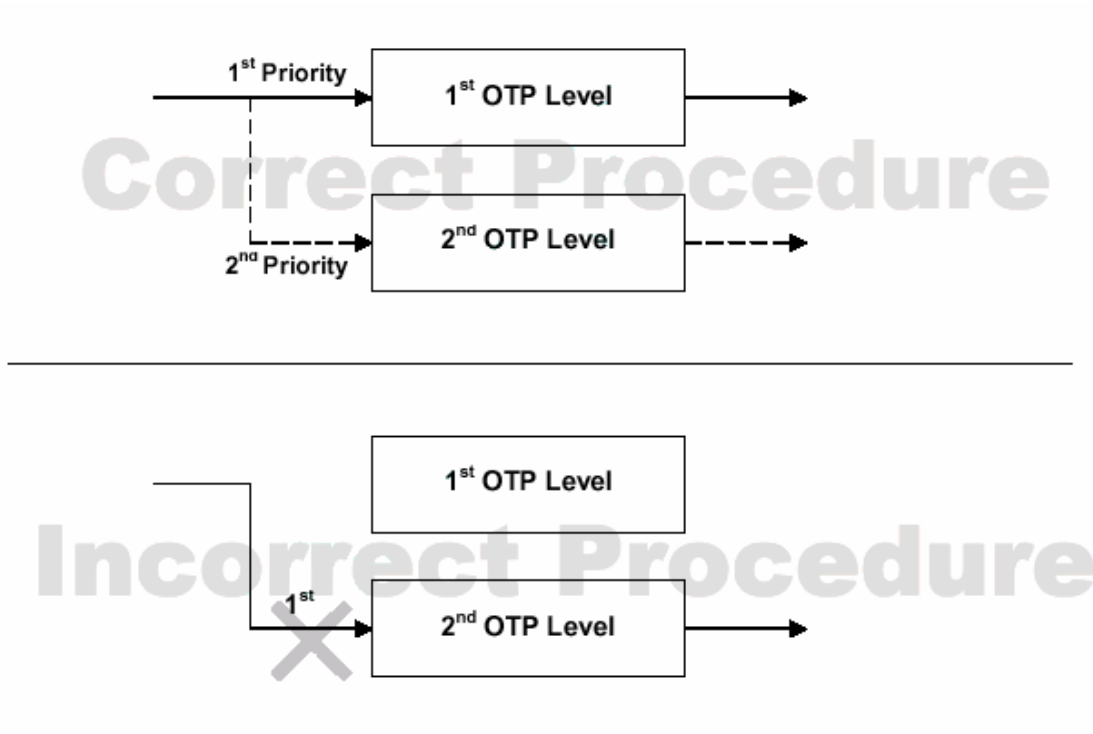 1st Priority
1st OTP Level
Correct Procedure
2nd OTP Level
2nd Priority
1st OTP Level
Incorrect Procedure
1st
2nd OTP Level